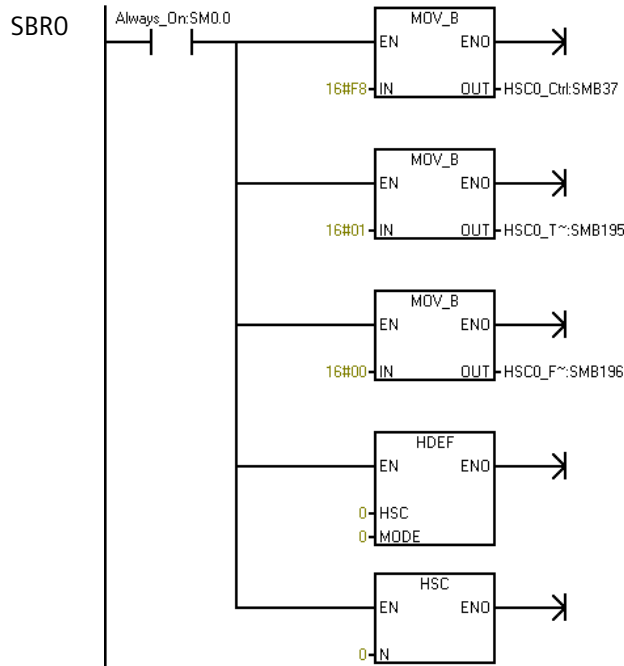 SBR0
Always_On:SM0.0
MOV_B
EN ENO
16#F8 IN OUT HSC0_Ctrl:SMB37
MOV_B
EN ENO
16#01 IN OUT HSC0_T~:SMB195
MOV_B
EN ENO
16#00 IN OUT HSC0_F~:SMB196
HDEF
EN ENO
0 HSC
0 MODE
HSC
EN ENO
0 N